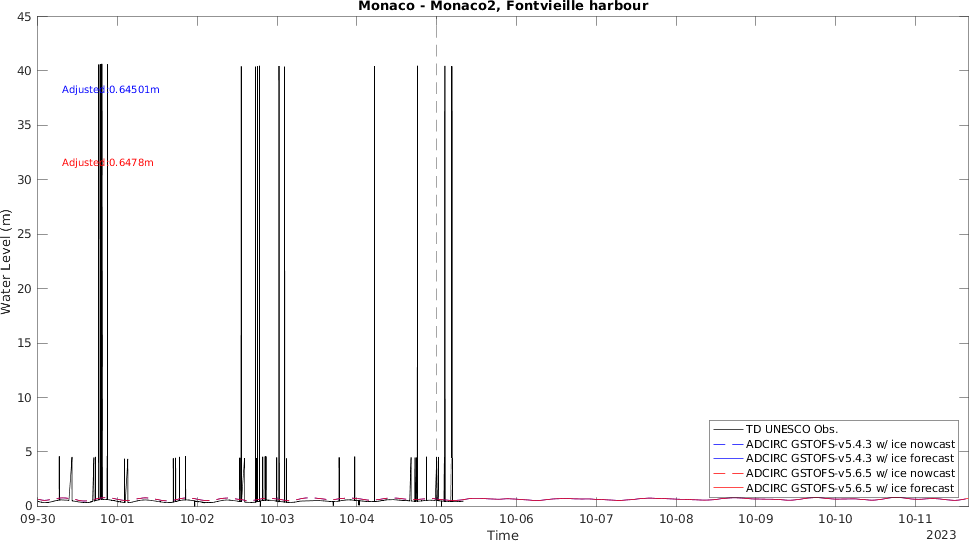 Monaco - Monaco2, Fontvieille harbour
Water Level (m)
45
40
35
30
25
20
15
10
5
0
Adjusted 0.64501m
Adjusted 0.6478m
TD UNESCO Obs.
ADCIRC GSTOFS-v5.4.3 w/ ice nowcast
ADCIRC GSTOFS-v5.4.3 w/ ice forecast
ADCIRC GSTOFS-v5.6.5 w/ ice nowcast
ADCIRC GSTOFS-v5.6.5 w/ ice forecast
09-30 10-01 10-02 10-03 10-04 10-05 10-06 10-07 10-08 10-09 10-10 10-11
Time
2023